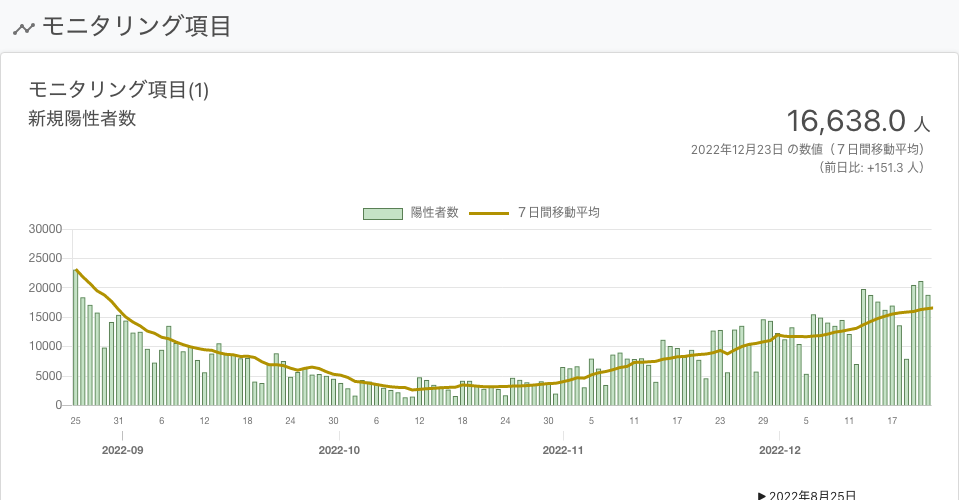 モニタリング項目
モニタリング項目(1)
新規陽性者数
16,638.0 人
2022年12月23日 の数値（７日間移動平均）
（前日比: +151.3 人）
陽性者数 ７日間移動平均
30000
25000
20000
15000
10000
5000
0
25 31 6 12 18 24 30 6 12 18 24 30 5 11 17 23 29 5 11 17
2022-09 2022-10 2022-11 2022-12
▶ 2022年8月25日